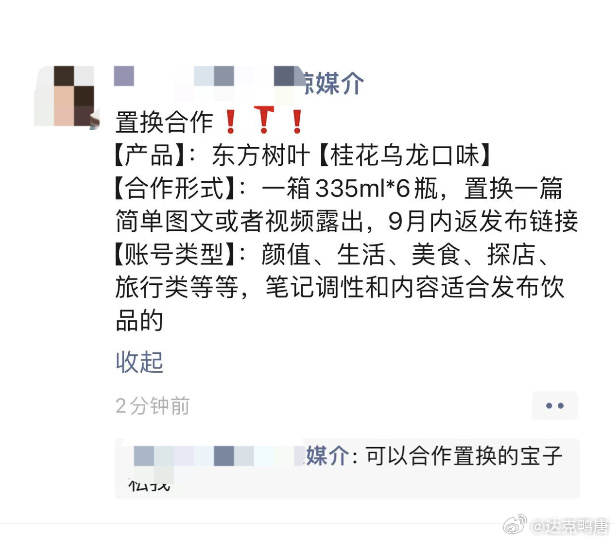 媒介
置换合作❗❗❗
【产品】：东方树叶【桂花乌龙口味】
【合作形式】：一箱335ml*6瓶，置换一篇
简单图文或者视频露出，9月内返发布链接
【账号类型】：颜值、生活、美食、探店、
旅行类等等，笔记调性和内容适合发布饮
品的
收起
2分钟前
媒介：可以合作置换的宝子
私我
@达克鸭唐